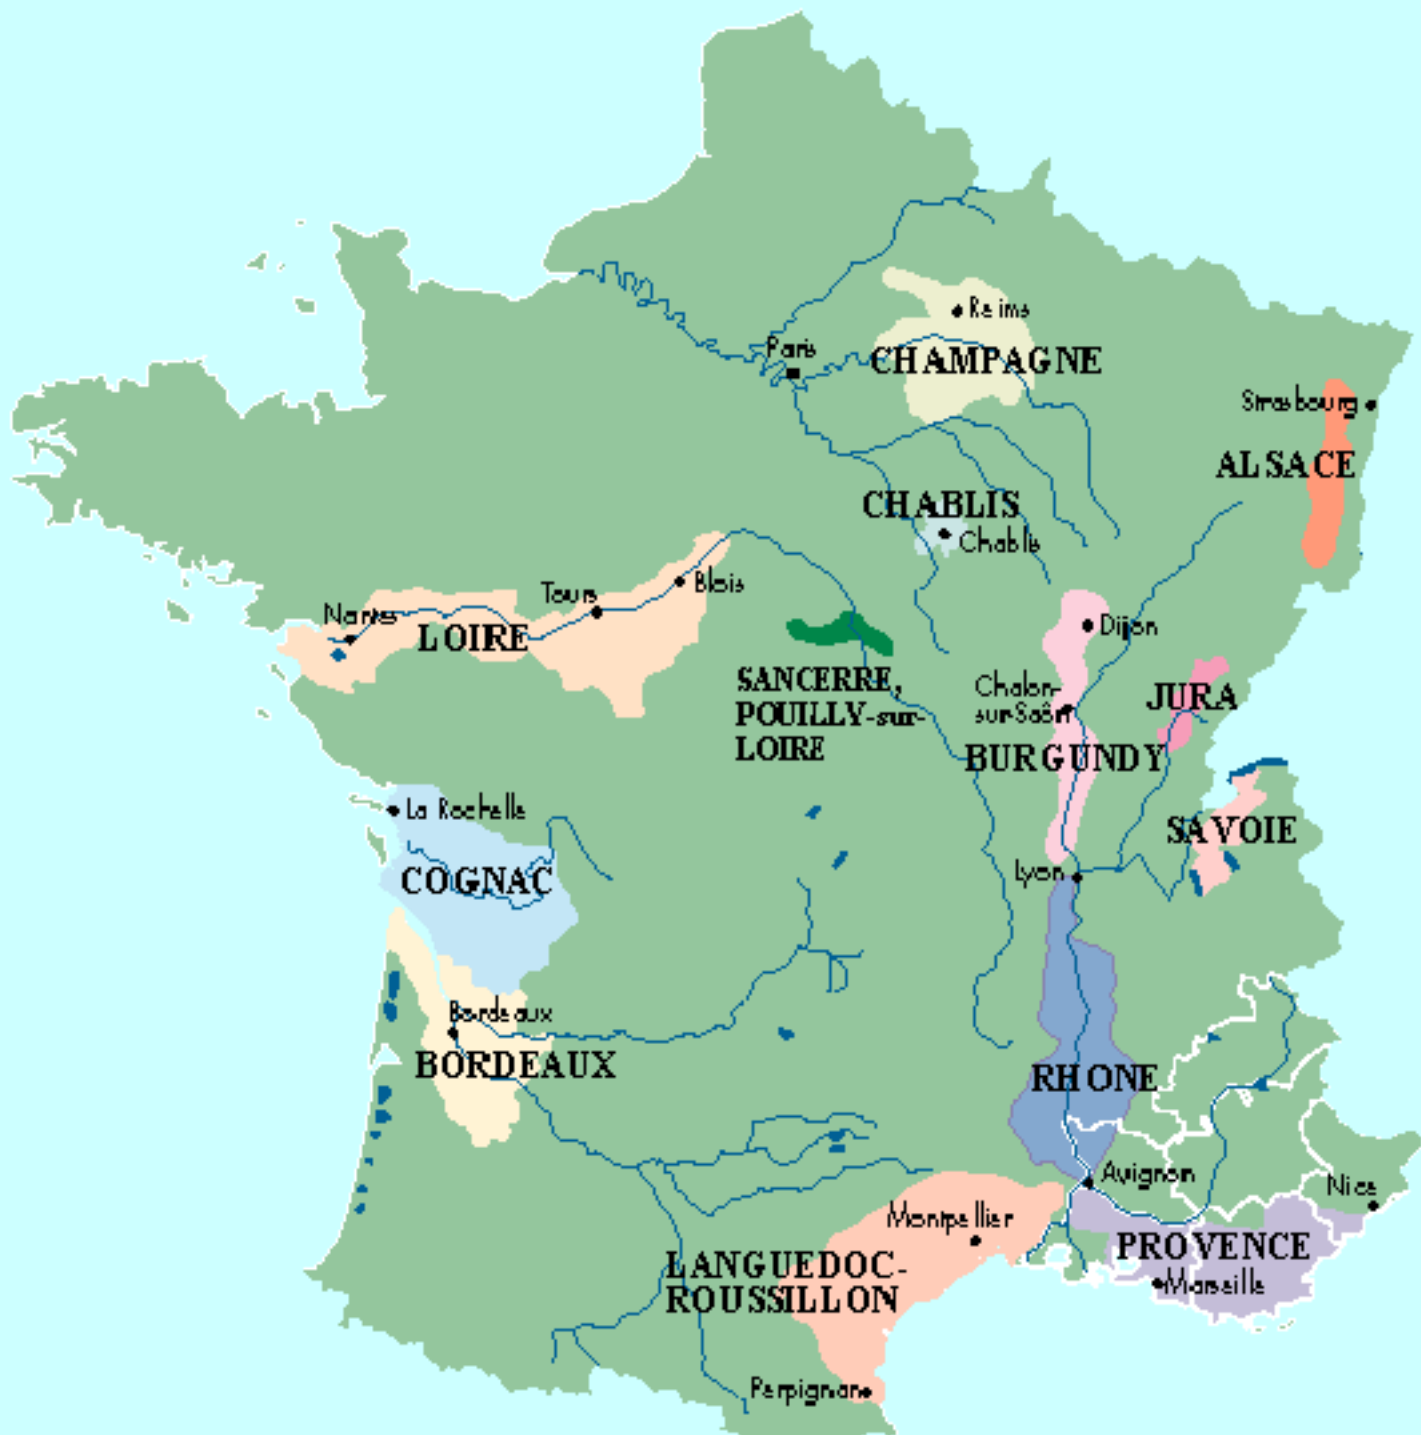 Reims
Paris
CHAMPAGNE
Strasbourg
ALSACE
CHABLIS
Chablis
Blois
Tours
Nantes
LOIRE
Dijon
SANCERRE,
POUILLY-sur-
LOIRE
Chalon-
sur-Saôn
JURA
BURGUNDY
La Rochelle
SAVOIE
COGNAC
Lyon
Bordeaux
BORDEAUX
RHONE
Avignon
Nice
Montpellier
PROVENCE
LANGUEDOC-
ROUSSILLON
Marseille
Perpignan